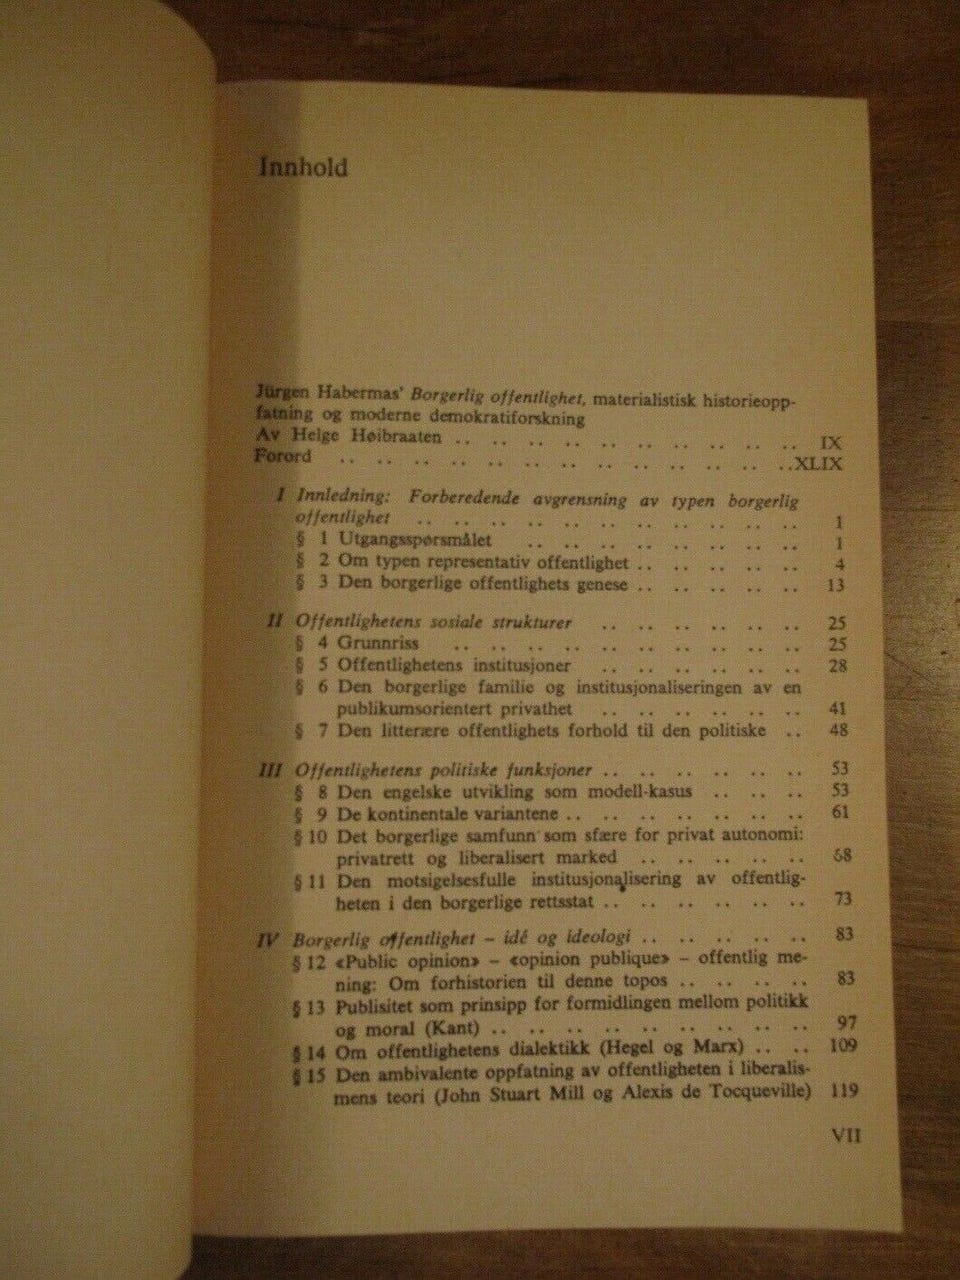 Innhold
Jürgen Habermas' Borgerlig offentlighet, materialistisk historieopp-
fatning og moderne demokratiforskning
Av Helge Høibraaten .. .. .. .. .. .. .. .. .. .. IX
Forord .. .. .. .. .. .. .. .. .. .. .. .. .. XLIX
I Innledning: Forberedende avgrensning av typen borgerlig
offentlighet .. .. .. .. .. .. .. .. .. .. .. 1
§ 1 Utgangsspørsmålet .. .. .. .. .. .. .. .. 1
§ 2 Om typen representativ offentlighet .. .. .. .. .. 4
§ 3 Den borgerlige offentlighets genese .. .. .. .. .. 13
II Offentlighetens sosiale strukturer .. .. .. .. .. .. 25
§ 4 Grunnriss .. .. .. .. .. .. .. .. .. .. 25
§ 5 Offentlighetens institusjoner .. .. .. .. .. .. 28
§ 6 Den borgerlige familie og institusjonaliseringen av en
publikumsorientert privathet .. .. .. .. .. .. 41
§ 7 Den litterære offentlighets forhold til den politiske .. 48
III Offentlighetens politiske funksjoner .. .. .. .. .. .. 53
§ 8 Den engelske utvikling som modell-kasus .. .. .. 53
§ 9 De kontinentale variantene .. .. .. .. .. .. .. 61
§ 10 Det borgerlige samfunn som sfære for privat autonomi:
privatrett og liberalisert marked .. .. .. .. .. 68
§ 11 Den motsigelsesfulle institusjonalisering av offentlig-
heten i den borgerlige rettsstat .. .. .. .. .. .. 73
IV Borgerlig offentlighet – idé og ideologi .. .. .. .. .. 83
§ 12 «Public opinion» – «opinion publique» – offentlig me-
ning: Om forhistorien til denne topos .. .. .. .. 83
§ 13 Publisitet som prinsipp for formidlingen mellom politikk
og moral (Kant) .. .. .. .. .. .. .. .. .. 97
§ 14 Om offentlighetens dialektikk (Hegel og Marx) .. .. 109
§ 15 Den ambivalente oppfatning av offentligheten i liberalis-
mens teori (John Stuart Mill og Alexis de Tocqueville) 119
VII